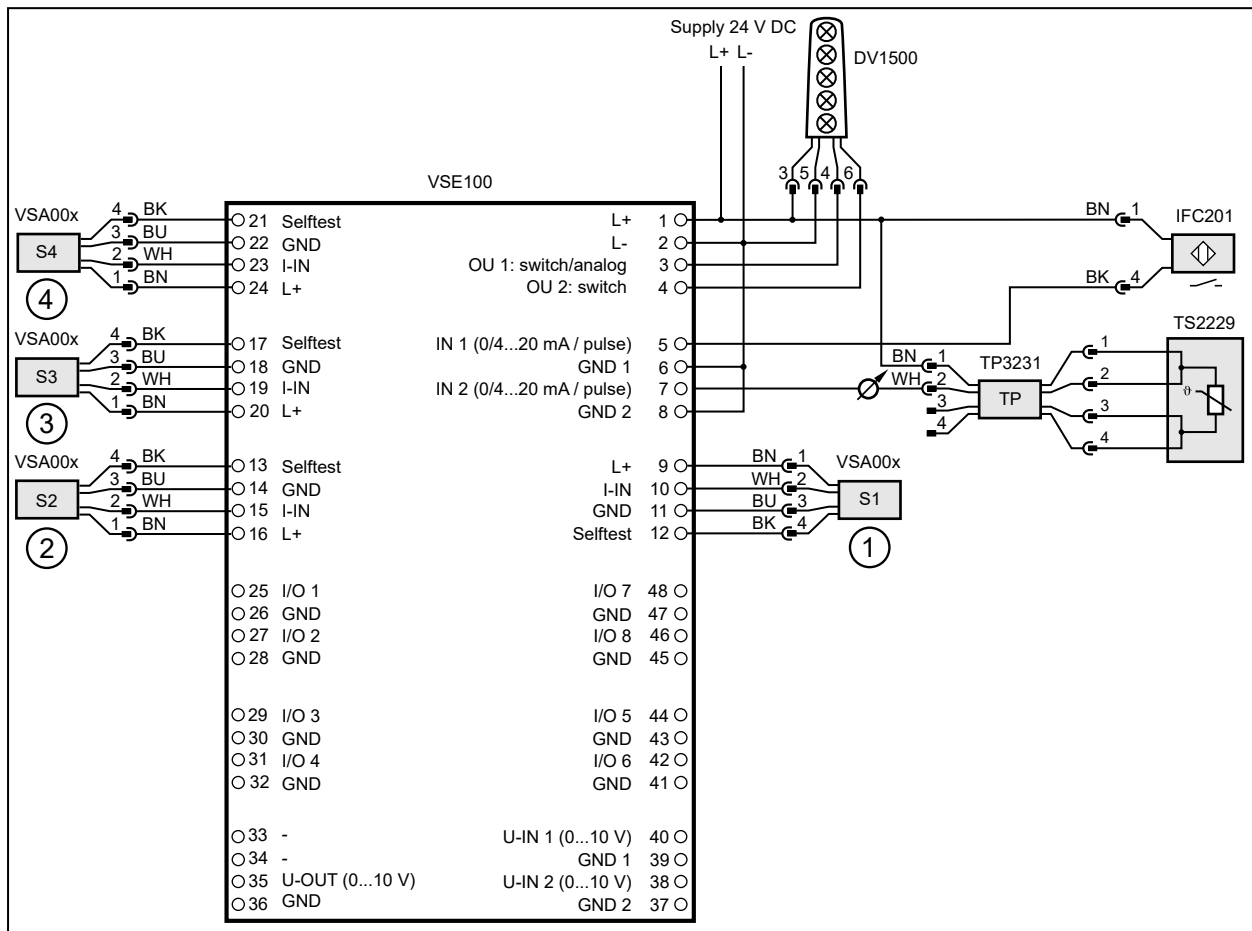 Supply 24 V DC
L+ L-
DV1500
3 5 4 6
VSE100
VSA00x
S4
4 BK
3 BU
2 WH
1 BN
4
21 Selftest
22 GND
23 I-IN
24 L+
VSA00x
S3
4 BK
3 BU
2 WH
1 BN
3
17 Selftest
18 GND
19 I-IN
20 L+
VSA00x
S2
4 BK
3 BU
2 WH
1 BN
2
13 Selftest
14 GND
15 I-IN
16 L+
25 I/O 1
26 GND
27 I/O 2
28 GND
29 I/O 3
30 GND
31 I/O 4
32 GND
33 -
34 -
35 U-OUT (0...10 V)
36 GND
L+ 1
L- 2
OU 1: switch/analog 3
OU 2: switch 4
IN 1 (0/4...20 mA / pulse) 5
GND 1 6
IN 2 (0/4...20 mA / pulse) 7
GND 2 8
L+ 9
I-IN 10
GND 11
Selftest 12
I/O 7 48
GND 47
I/O 8 46
GND 45
I/O 5 44
GND 43
I/O 6 42
GND 41
U-IN 1 (0...10 V) 40
GND 1 39
U-IN 2 (0...10 V) 38
GND 2 37
BN 1
BK 4
IFC201
BN 1
WH 2
3
4
TP3231
TP
1
2
3
4
TS2229
ϑ
BN 1
WH 2
BU 3
BK 4
VSA00x
S1
1